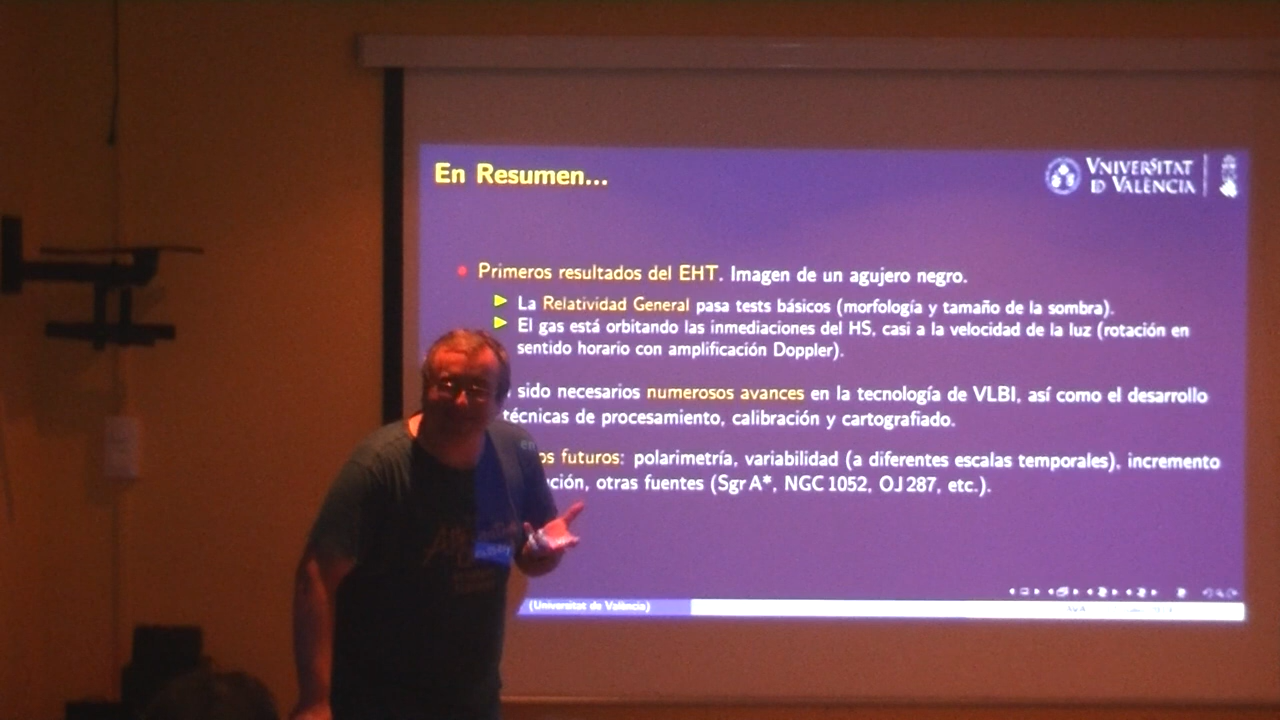 En Resumen...
VNIVERSITAT
ID VALÈNCIA
Primeros resultados del EHT. Imagen de un agujero negro.
La Relatividad General pasa tests básicos (morfología y tamaño de la sombra).
El gas está orbitando las inmediaciones del HS, casi a la velocidad de la luz (rotación en
sentido horario con amplificación Doppler).
sido necesarios numerosos avances en la tecnología de VLBI, así como el desarrollo
técnicas de procesamiento, calibración y cartografiado.
futuros: polarimetría, variabilidad (a diferentes escalas temporales), incremento
otras fuentes (Sgr A*, NGC 1052, OJ 287, etc.).
(Universitat de València)